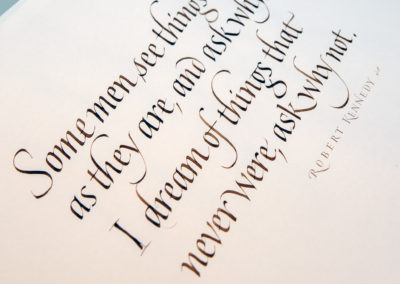 Some men see things
as they are, and ask why.
I dream of things that
never were, ask why not.
ROBERT KENNEDY